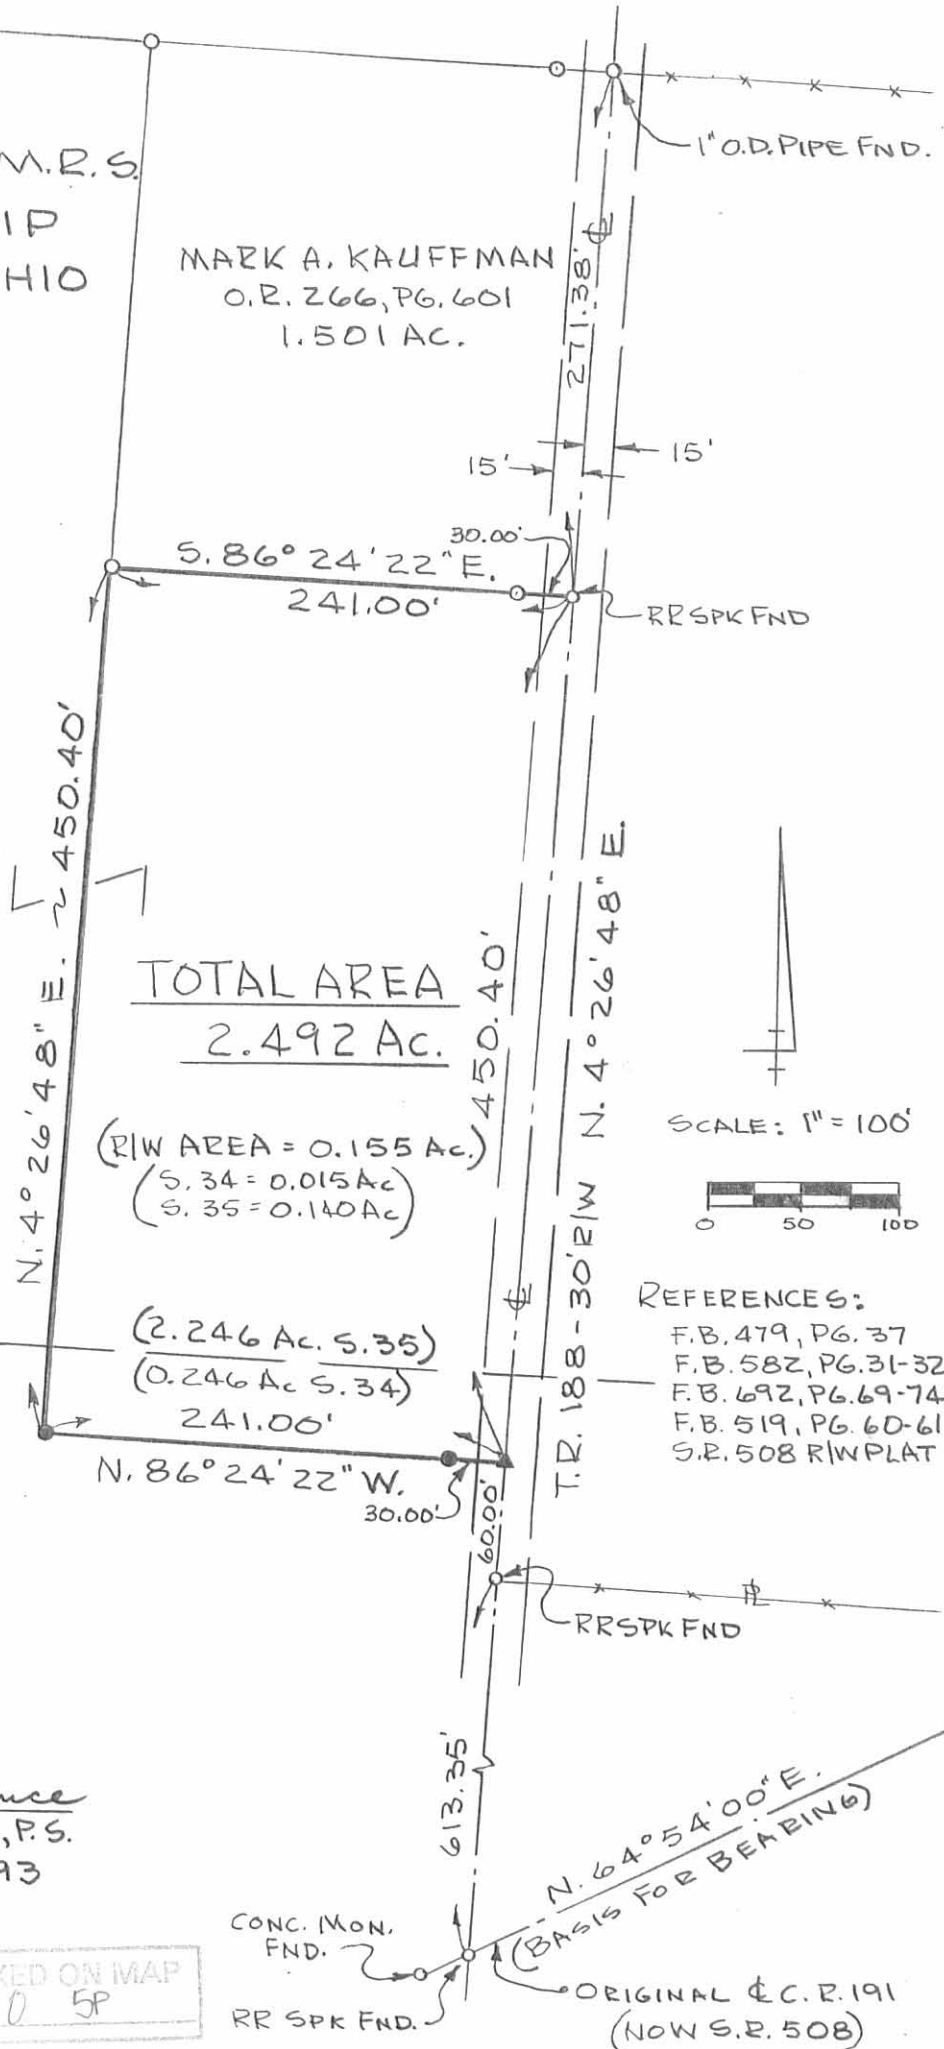 M.R.S.
IP
HIO
1" O.D. PIPE FND.
MARK A. KAUFFMAN
O.R. 266, PG. 601
1.501 AC.
271.38'
℄
15'
15'
30.00'
S. 86° 24' 22" E.
241.00'
RR SPK FND
N. 4° 26' 48" E. ~ 450.40'
450.40'
T.R. 188 - 30' R/W N. 4° 26' 48" E.
TOTAL AREA
2.492 AC.
(R/W AREA = 0.155 AC.)
(S. 34 = 0.015 AC
S. 35 = 0.140 AC)
SCALE: 1" = 100'
0 50 100
(2.246 AC. S. 35)
(0.246 AC S. 34)
℄
241.00'
N. 86° 24' 22" W.
30.00'
60.00'
REFERENCES:
F.B. 479, PG. 37
F.B. 582, PG. 31-32
F.B. 692, PG. 69-74
F.B. 519, PG. 60-61
S.R. 508 R/W PLAT
RR SPK FND
PL
613.35'
N. 64° 54' 00" E.
(BASIS FOR BEARING)
, P.S.
93
CONC. MON.
FND.
RR SPK FND.
ORIGINAL ℄ C.R. 191
(NOW S.R. 508)
KED ON MAP
5P